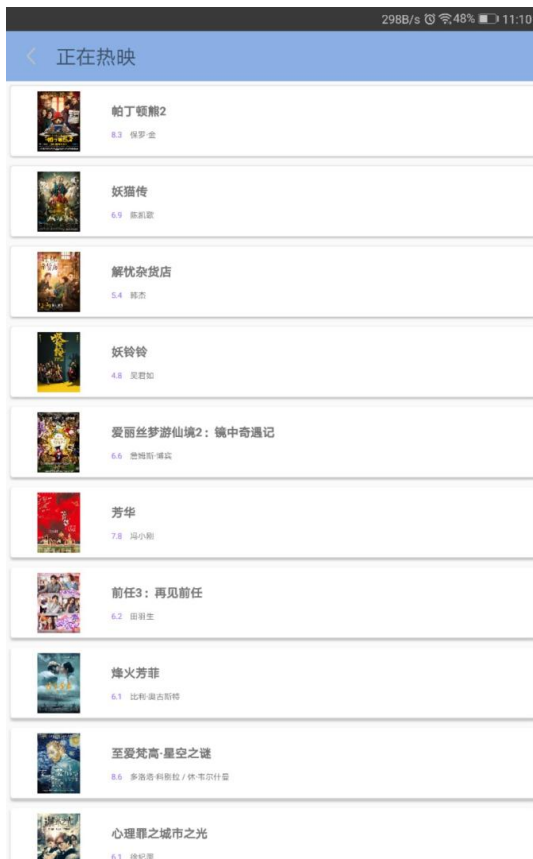 298B/s 48% 11:10
正在热映
帕丁顿熊2
8.3 保罗·金
妖猫传
6.9 陈凯歌
解忧杂货店
5.4 韩杰
妖铃铃
4.8 吴君如
爱丽丝梦游仙境2：镜中奇遇记
6.6 詹姆斯·博宾
芳华
7.8 冯小刚
前任3：再见前任
6.2 田羽生
烽火芳菲
6.1 比利·奥古斯特
至爱梵高·星空之谜
8.6 多洛塔·科别拉 / 休·韦尔什曼
心理罪之城市之光
6.1 徐纪周